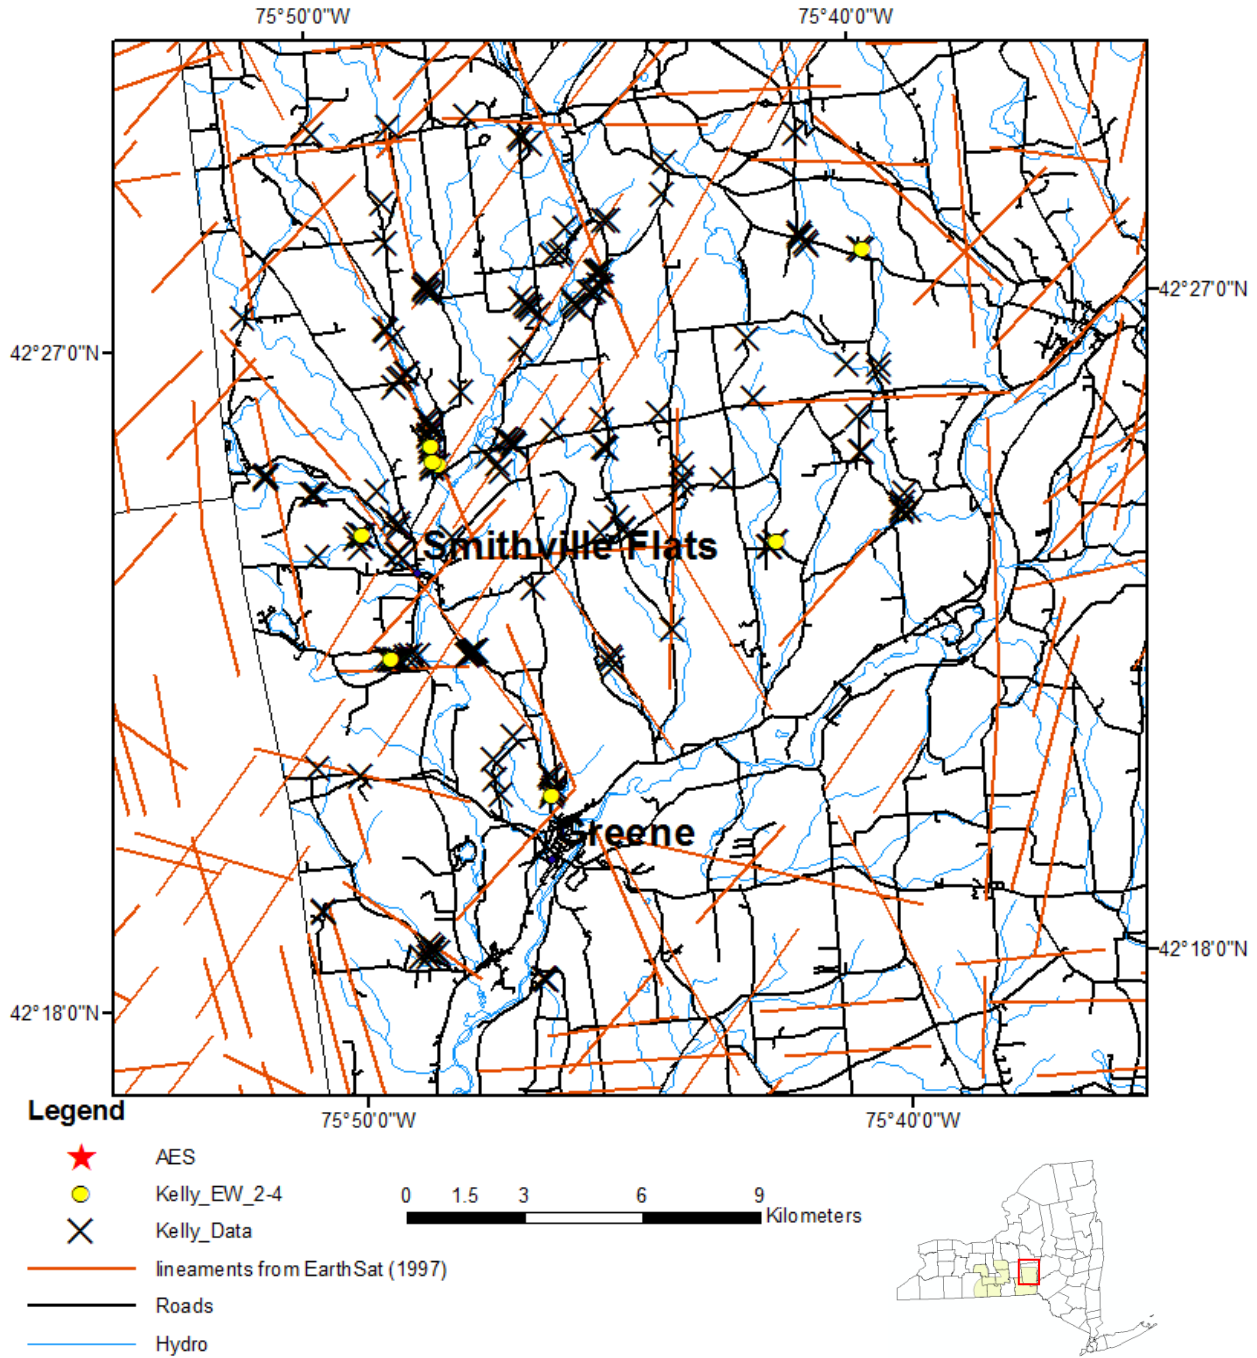 75°50'0"W 75°40'0"W
42°27'0"N
42°27'0"N
Smithville Flats
Greene
42°18'0"N
42°18'0"N
75°50'0"W 75°40'0"W
Legend
AES
Kelly_EW_2-4
Kelly_Data
lineaments from EarthSat (1997)
Roads
Hydro
0 1.5 3 6 9
Kilometers